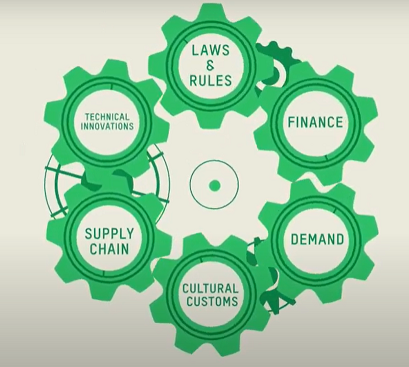 LAWS
&
RULES
TECHNICAL
INNOVATIONS
FINANCE
SUPPLY
CHAIN
DEMAND
CULTURAL
CUSTOMS